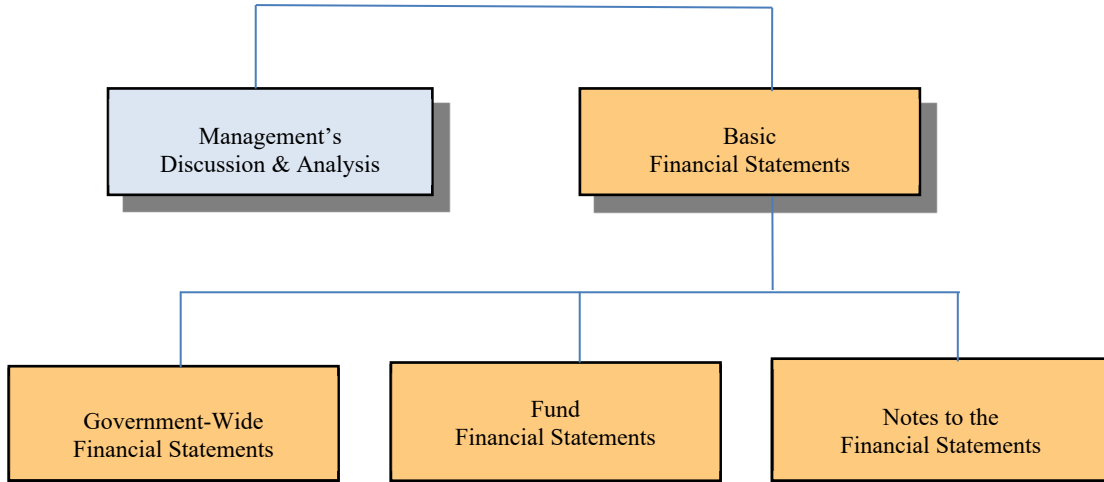 Management’s
Discussion & Analysis
Basic
Financial Statements
Government-Wide
Financial Statements
Fund
Financial Statements
Notes to the
Financial Statements